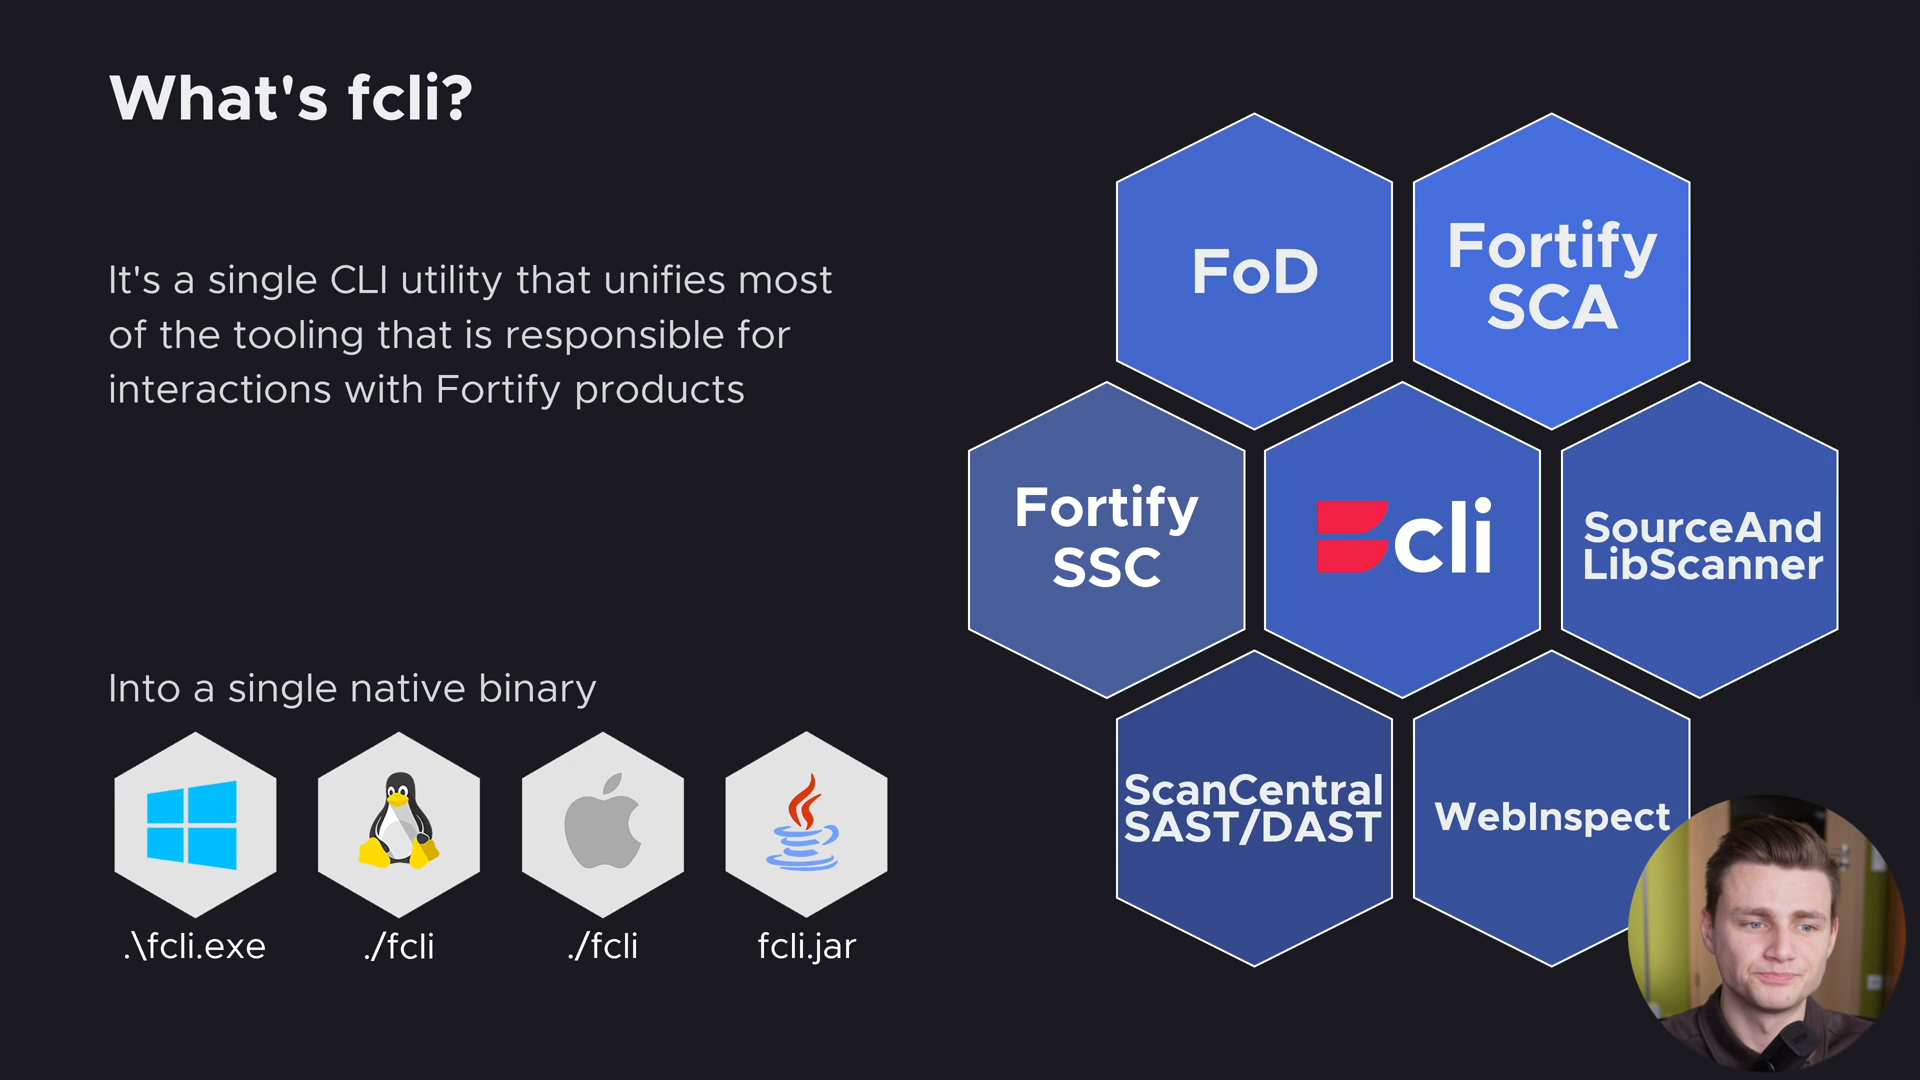 What's fcli?
It's a single CLI utility that unifies most
of the tooling that is responsible for
interactions with Fortify products
Into a single native binary
.\fcli.exe
./fcli
./fcli
fcli.jar
FoD
Fortify
SCA
Fortify
SSC
cli
SourceAnd
LibScanner
ScanCentral
SAST/DAST
WebInspect